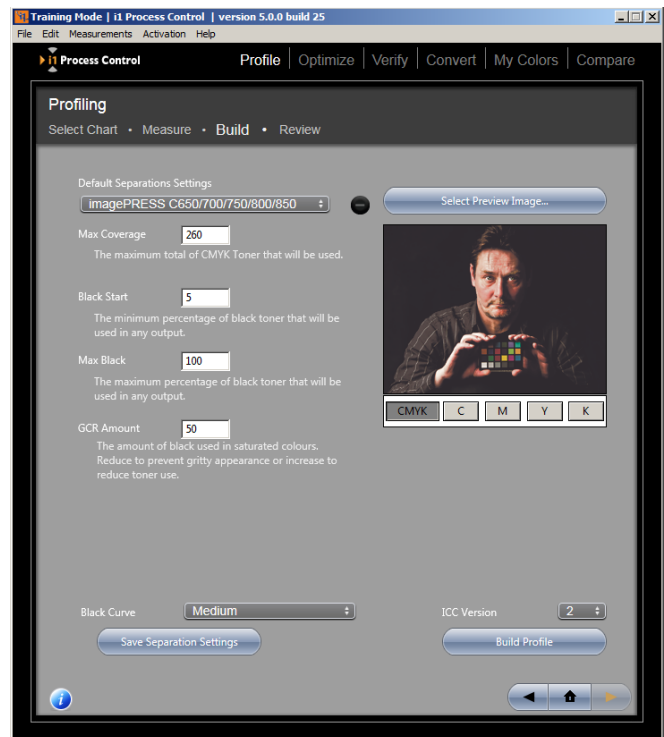 Training Mode | i1 Process Control | version 5.0.0 build 25
File Edit Measurements Activation Help
i1 Process Control
Profile | Optimize | Verify | Convert | My Colors | Compare
Profiling
Select Chart • Measure • Build • Review
Default Separations Settings
imagePRESS C650/700/750/800/850
Select Preview Image...
Max Coverage 260
The maximum total of CMYK Toner that will be used.
Black Start 5
The minimum percentage of black toner that will be
used in any output.
Max Black 100
The maximum percentage of black toner that will be
used in any output.
CMYK C M Y K
GCR Amount 50
The amount of black used in saturated colours.
Reduce to prevent gritty appearance or increase to
reduce toner use.
Black Curve Medium
ICC Version 2
Save Separation Settings
Build Profile
i